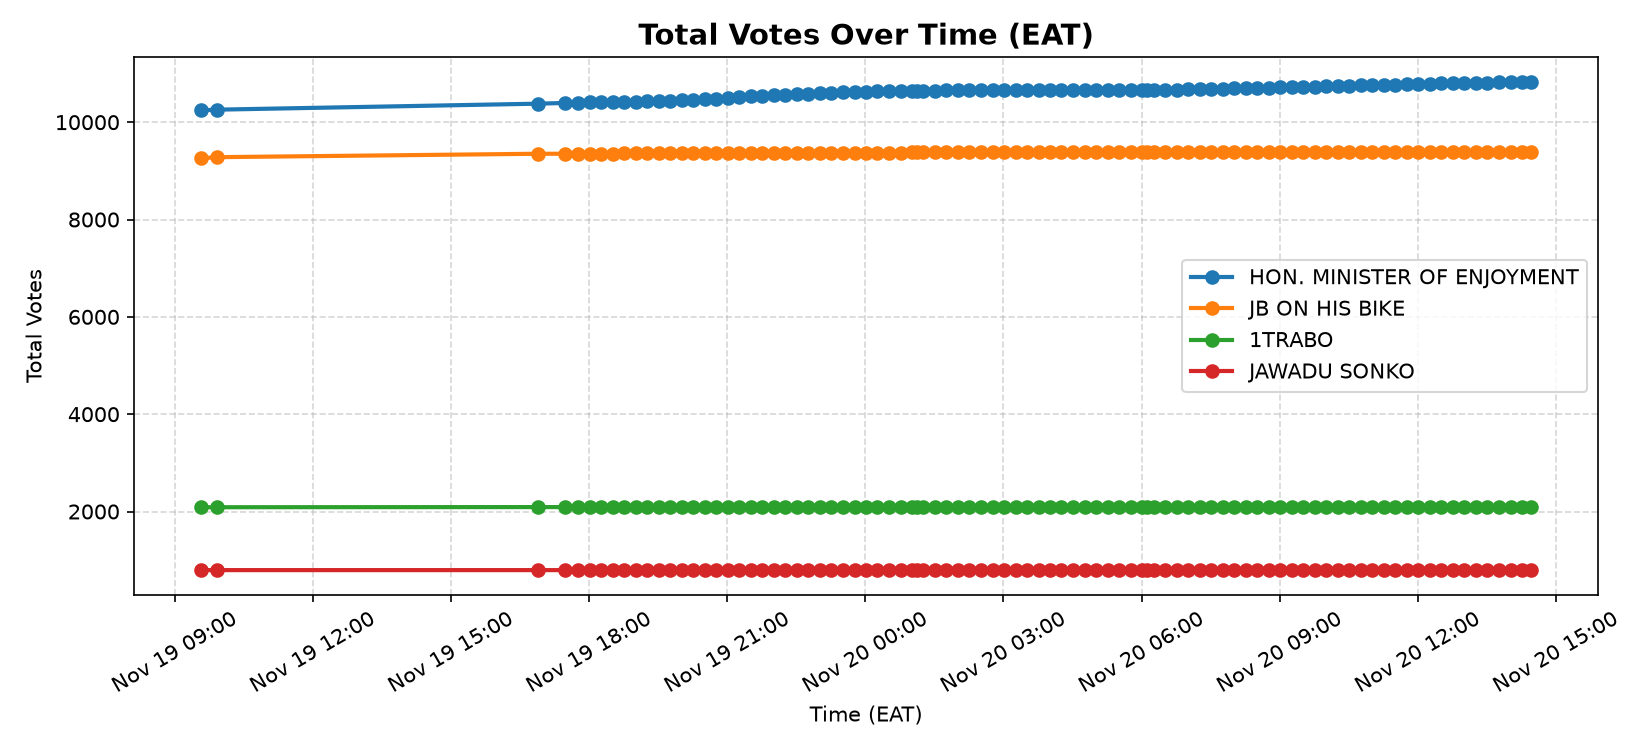 Total Votes Over Time (EAT)
Total Votes
10000
8000
6000
4000
2000
HON. MINISTER OF ENJOYMENT
JB ON HIS BIKE
1TRABO
JAWADU SONKO
Nov 19 09:00
Nov 19 12:00
Nov 19 15:00
Nov 19 18:00
Nov 19 21:00
Nov 20 00:00
Nov 20 03:00
Nov 20 06:00
Nov 20 09:00
Nov 20 12:00
Nov 20 15:00
Time (EAT)